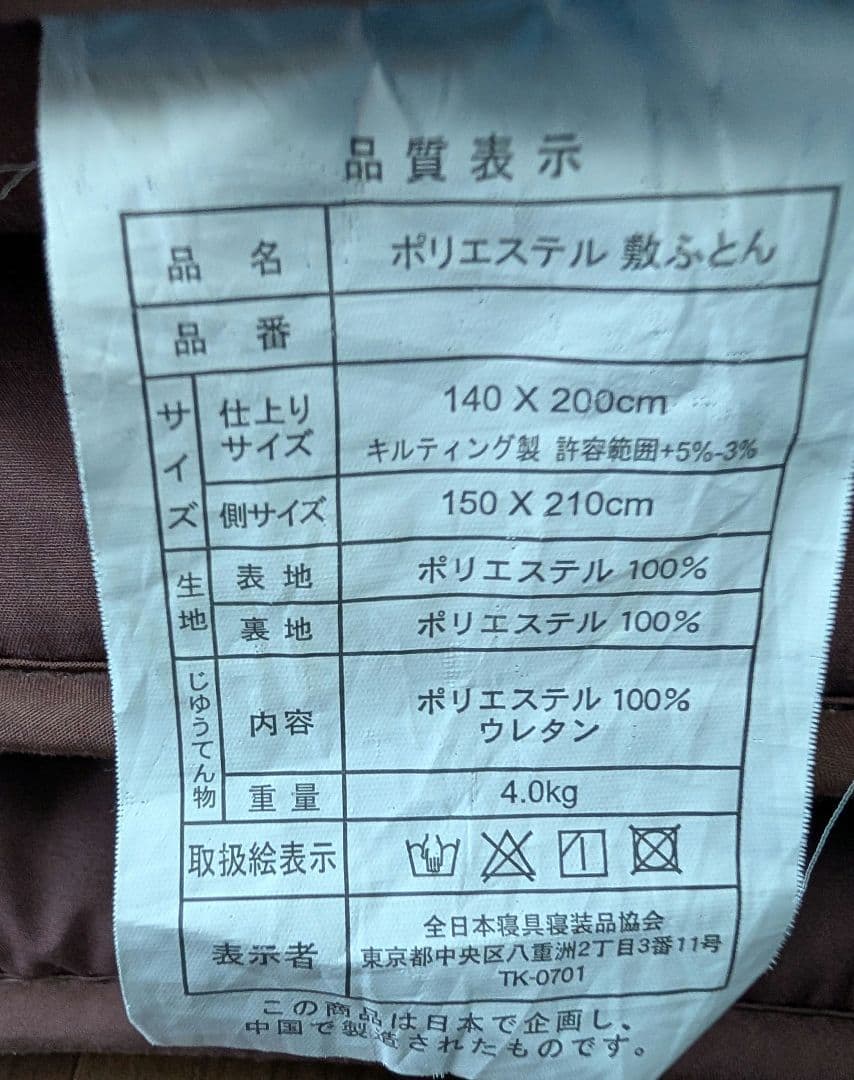 品質表示
品名 ポリエステル 敷ふとん
品番
サイズ 仕上りサイズ 140 X 200cm
キルティング製 許容範囲+5%-3%
側サイズ 150 X 210cm
生地 表地 ポリエステル 100%
裏地 ポリエステル 100%
じゅうてん物 内容 ポリエステル 100%
ウレタン
重量 4.0kg
取扱絵表示
表示者 全日本寝具寝装品協会
東京都中央区八重洲2丁目3番11号
TK-0701
この商品は日本で企画し、
中国で製造されたものです。